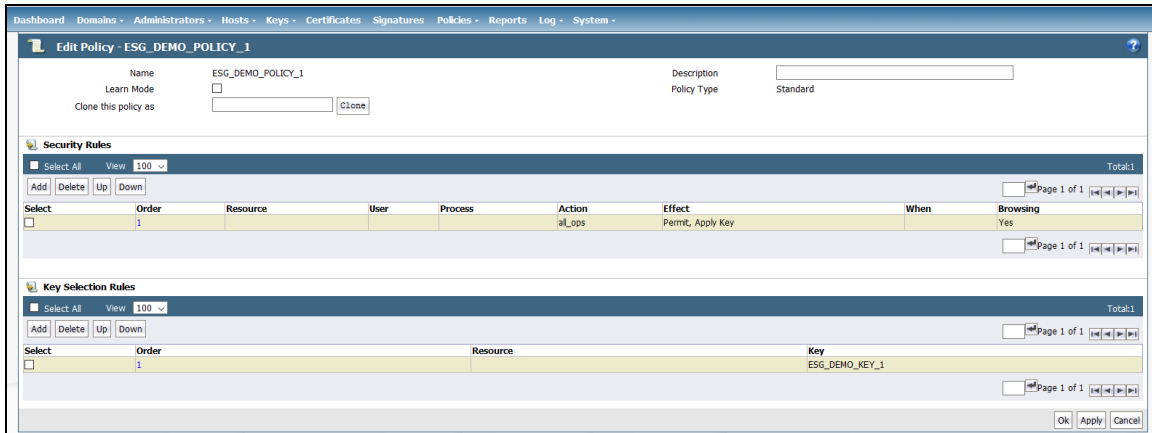 Dashboard Domains Administrators Hosts Keys Certificates Signatures Policies Reports Log System
Edit Policy - ESG_DEMO_POLICY_1 ?
Name ESG_DEMO_POLICY_1 Description
Learn Mode Policy Type Standard
Clone this policy as Clone
Security Rules
Select All View 100 Total:1
Add Delete Up Down Page 1 of 1
Select Order Resource User Process Action Effect When Browsing
1 all_ops Permit, Apply Key Yes
Page 1 of 1
Key Selection Rules
Select All View 100 Total:1
Add Delete Up Down Page 1 of 1
Select Order Resource Key
1 ESG_DEMO_KEY_1
Page 1 of 1
Ok Apply Cancel